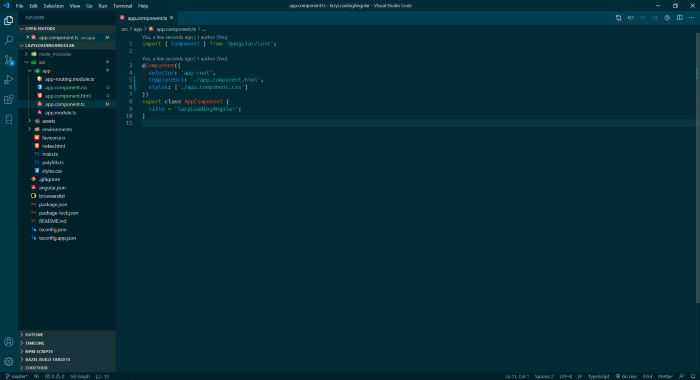 File Edit Selection View Go Run Terminal Help
app.component.ts - lazyLoadingAngular - Visual Studio Code
EXPLORER
OPEN EDITORS
app.component.ts src\app M
LAZYLOADINGANGULAR
node_modules
src
app
app-routing.module.ts
app.component.css U
app.component.html U
app.component.ts M
app.module.ts
assets
environments
favicon.ico
index.html
main.ts
polyfills.ts
styles.css
.gitignore
angular.json
browserslist
package.json
package-lock.json
README.md
tsconfig.json
tsconfig.app.json
OUTLINE
TIMELINE
NPM SCRIPTS
BAZEL BUILD TARGETS
CODETOUR
app.component.ts
src > app > app.component.ts > ...
You, a few seconds ago | 1 author (You)
1 import { Component } from '@angular/core';
2
You, a few seconds ago | 1 author (You)
3 @Component({
4 selector: 'app-root',
5 templateUrl: './app.component.html',
6 styles: ['./app.component.css']
7 })
8 export class AppComponent {
9 title = 'lazyLoadingAngular';
10 }
11
master*
0 0
Git Graph
Ln 11, Col 1
Spaces: 2
UTF-8
LF
TypeScript
Go Live
Prettier